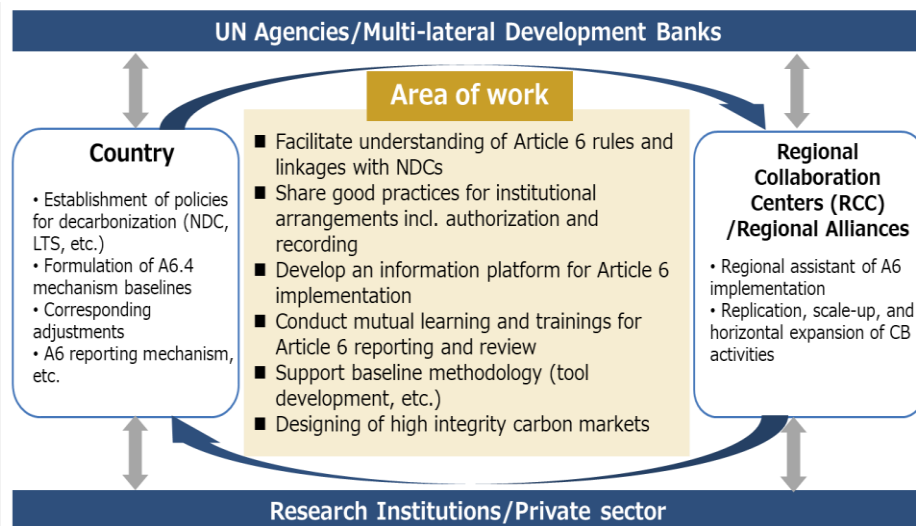 UN Agencies/Multi-lateral Development Banks
Area of work
Country
• Establishment of policies
for decarbonization (NDC,
LTS, etc.)
• Formulation of A6.4
mechanism baselines
• Corresponding
adjustments
• A6 reporting mechanism,
etc.
■ Facilitate understanding of Article 6 rules and
linkages with NDCs
■ Share good practices for institutional
arrangements incl. authorization and
recording
■ Develop an information platform for Article 6
implementation
■ Conduct mutual learning and trainings for
Article 6 reporting and review
■ Support baseline methodology (tool
development, etc.)
■ Designing of high integrity carbon markets
Regional
Collaboration
Centers (RCC)
/Regional Alliances
• Regional assistant of A6
implementation
• Replication, scale-up, and
horizontal expansion of CB
activities
Research Institutions/Private sector